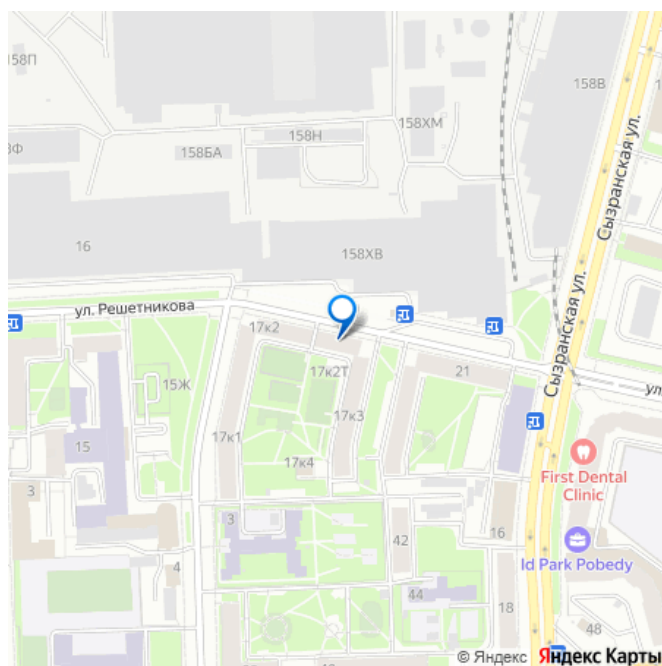 158П
158В
158Н
158ХМ
158БА
Сызранская ул.
16
158ХВ
ул. Решетникова
Сызранская ул.
17к2
17к2Т
21
15Ж
17к3
17к1
15
17к4
First Dental
Clinic
3
3
42
16
Id Park Pobedy
4
44
18
48
© Яндекс Яндекс Карты